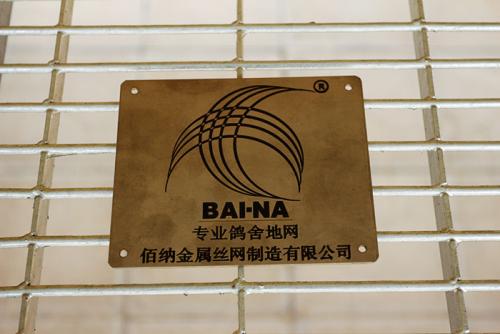 ®
BAI-NA
专业鸽舍地网
佰纳金属丝网制造有限公司